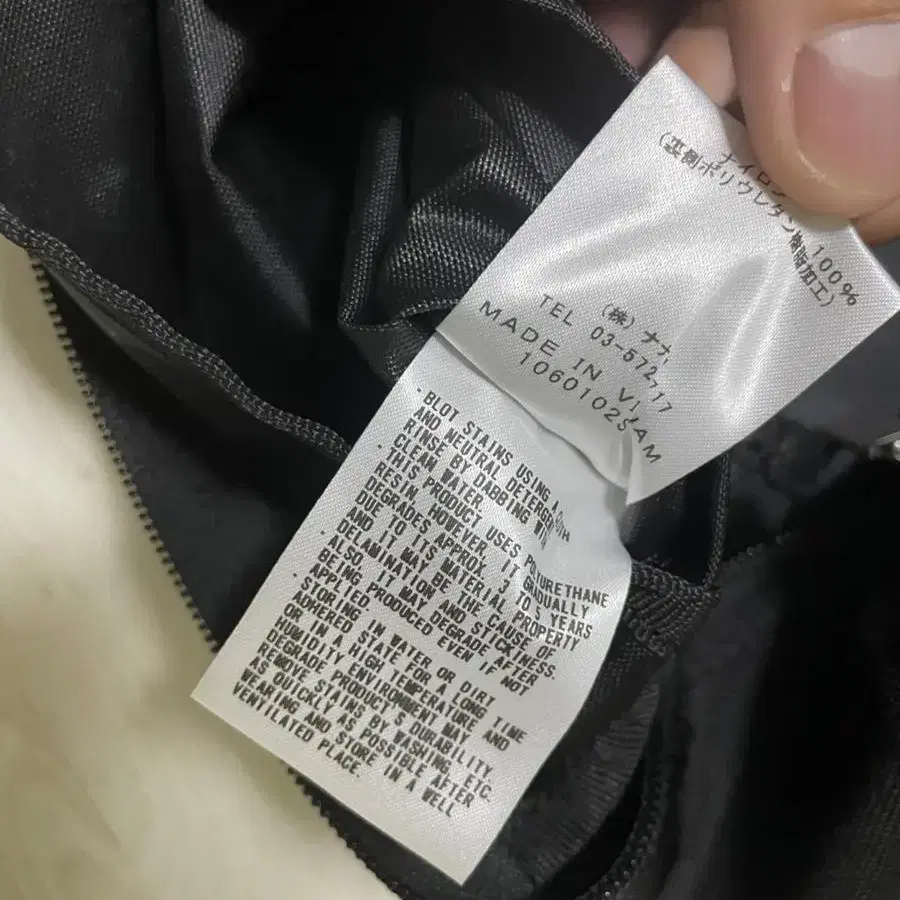 ナイロン 100%
(裏側ポリウレタン樹脂加工)
(株) ナナ
TEL 03-572 17
MADE IN VI
10601025 AM
· BLOT STAINS USING A
AND NEUTRAL DETERGENT
RINSE BY DABBING WITH
CLEAN WATER.
THIS PRODUCT USES POLYURETHANE
RESIN. HOWEVER, IT GRADUALLY
DEGRADES APPROX. 3 TO 5 YEARS
DUE TO ITS MATERIAL PROPERTY
AND IT MAY BE THE CAUSE OF
DELAMINATION AND STICKINESS.
· ALSO, IT MAY DEGRADE AFTER
BEING PRODUCED EVEN IF NOT
APPLIED.
· STORING IN WATER OR DIRT
ADHERED STATE FOR A LONG TIME
OR IN A HIGH TEMPERATURE AND
HUMIDITY ENVIRONMENT MAY
DEGRADE PRODUCT'S DURABILITY.
REMOVE STAINS BY WASHING, ETC.
AS QUICKLY AS POSSIBLE AFTER
WEARING AND STORE IN A WELL
VENTILATED PLACE.